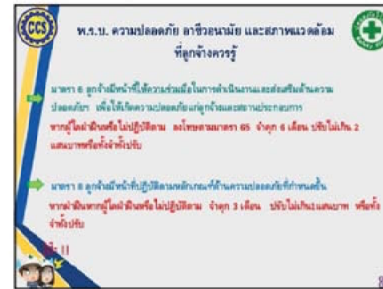 CCS
พ.ร.บ. ความปลอดภัย อาชีวอนามัย และสภาพแวดล้อม
ที่ลูกจ้างควรรู้
มาตรา 6 ลูกจ้างมีหน้าที่ให้ความร่วมมือในการดำเนินงานและส่งเสริมด้านความ
ปลอดภัยฯ เพื่อให้เกิดความปลอดภัยแก่ลูกจ้างและสถานประกอบการ
หากผู้ใดฝ่าฝืนหรือไม่ปฏิบัติตาม ลงโทษตามมาตรา 65 จำคุก 6 เดือน ปรับไม่เกิน 2
แสนบาทหรือทั้งจำทั้งปรับ
มาตรา 8 ลูกจ้างมีหน้าที่ปฏิบัติตามหลักเกณฑ์ด้านความปลอดภัยที่กำหนดขึ้น
หากฝ่าฝืนหากผู้ใดฝ่าฝืนหรือไม่ปฏิบัติตาม จำคุก 3 เดือน ปรับไม่เกิน1แสนบาท หรือทั้ง
จำทั้งปรับ
!!